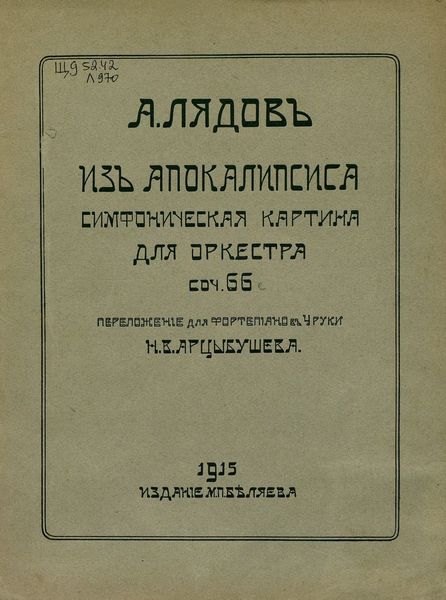 Щ9 5242
Л970
А.ЛЯДОВЪ
ИЗЪ АПОКАЛИПСИСА
СИМФОНИЧЕСКАЯ КАРТИНА
ДЛЯ ОРКЕСТРА
СОЧ.66
ПЕРЕЛОЖЕНІЕ ДЛЯ ФОРТЕПІАНО ВЪ 4 РУКИ
Н.В.АРЦЫБУШЕВА.
1915
ИЗДАНІЕ М.П.БѢЛЯЕВА